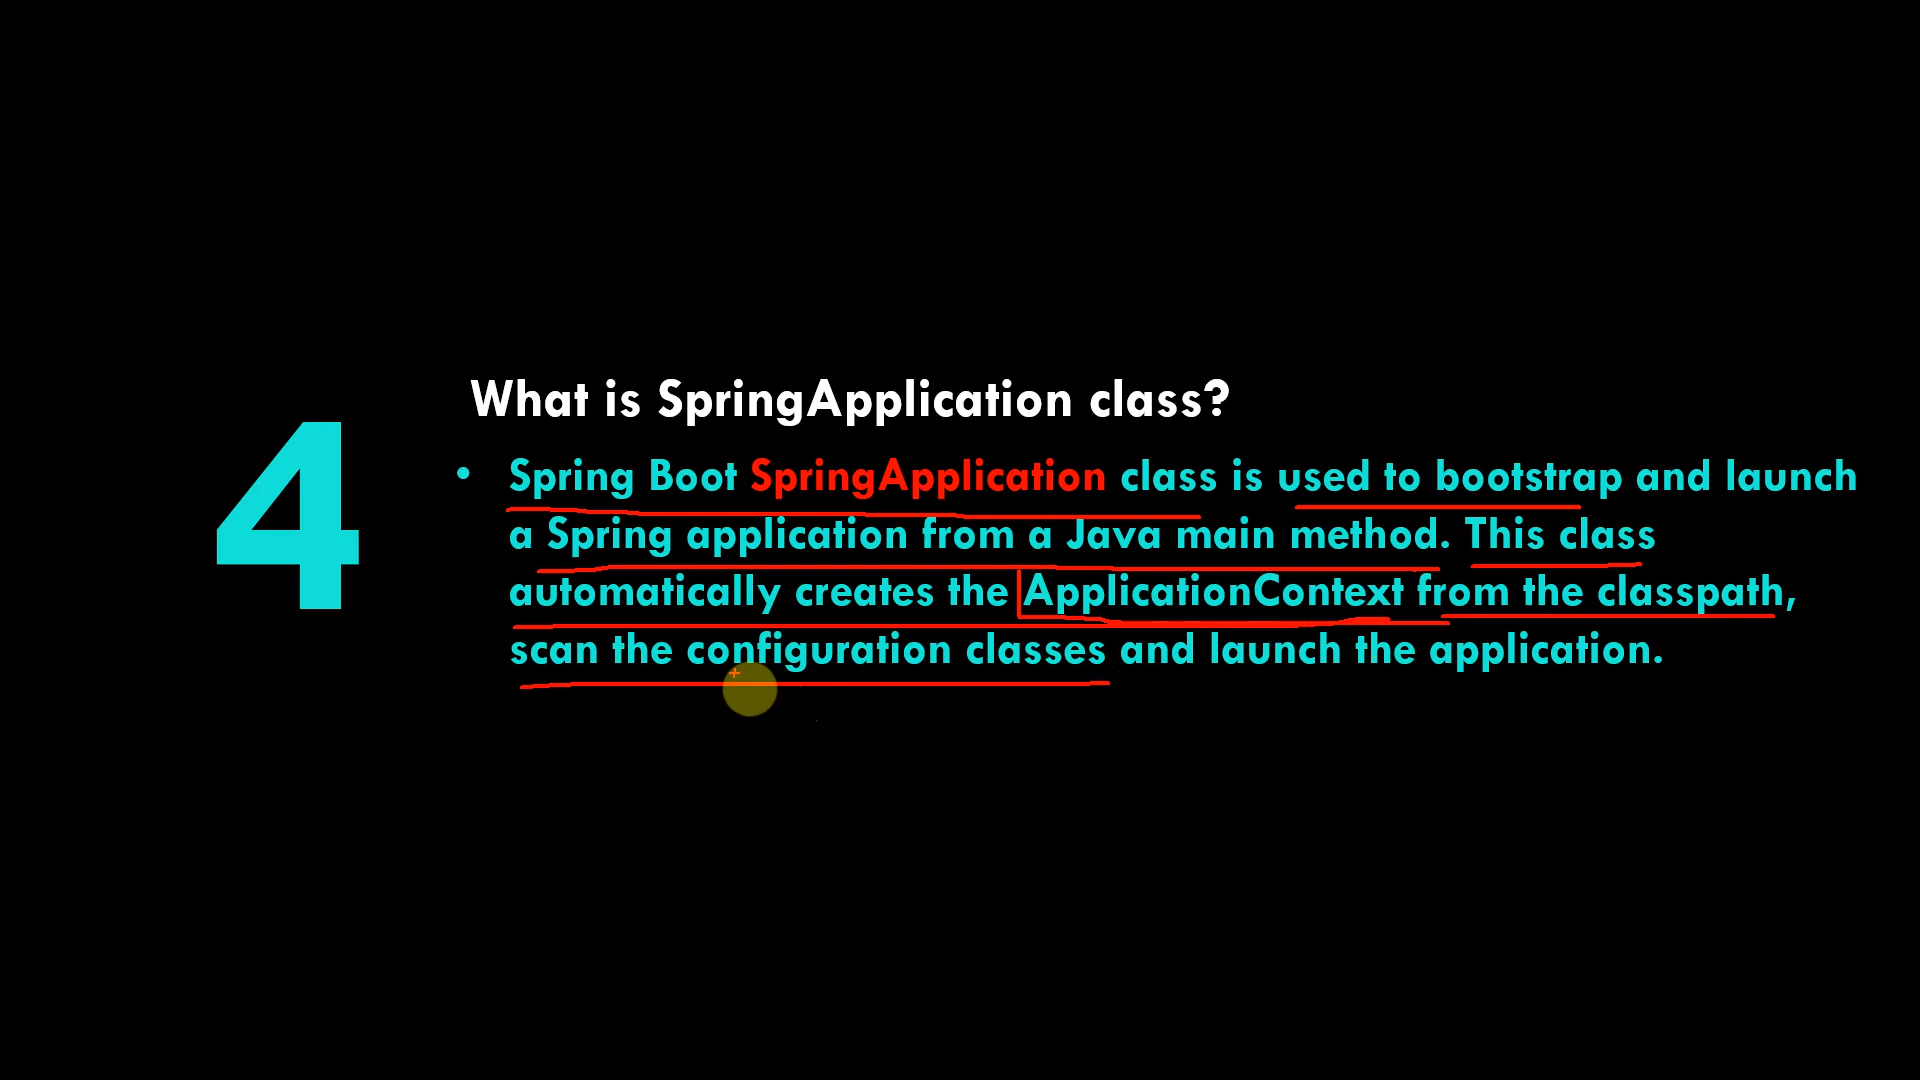 4
What is SpringApplication class?
• Spring Boot SpringApplication class is used to bootstrap and launch
a Spring application from a Java main method. This class
automatically creates the ApplicationContext from the classpath,
scan the configuration classes and launch the application.